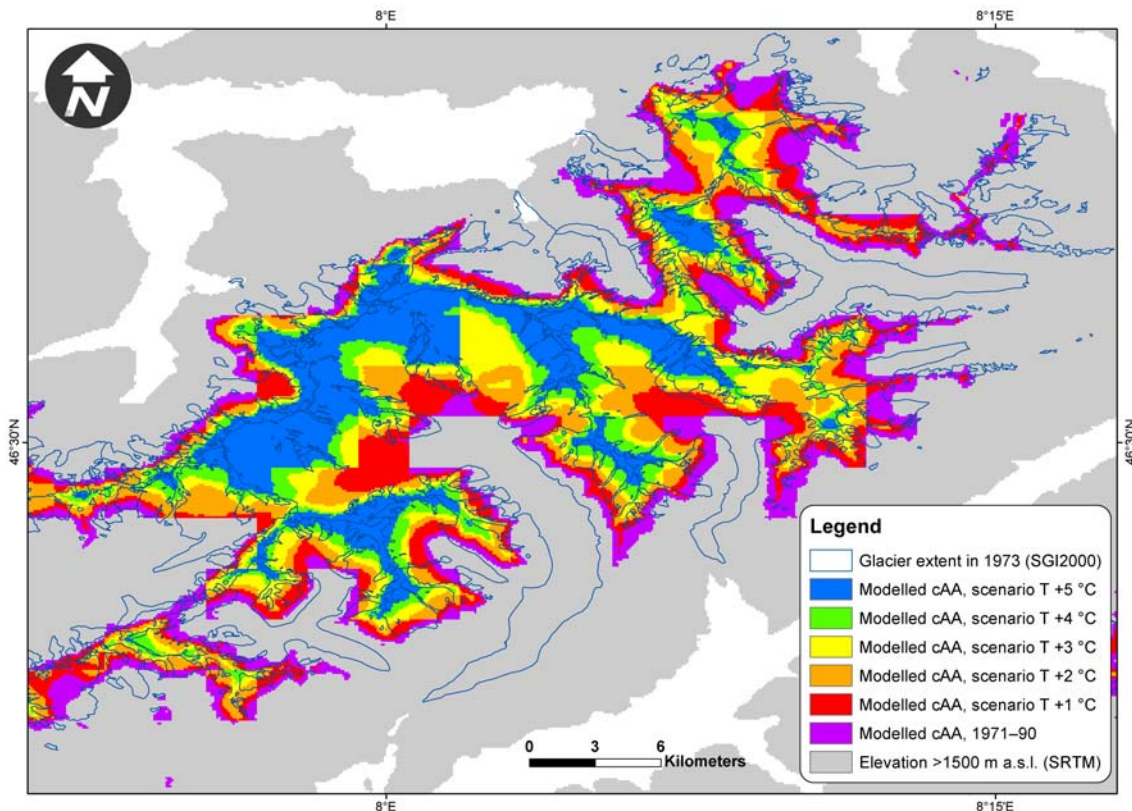 8°E
8°15'E
N
46°30'N
46°30'N
Legend
Glacier extent in 1973 (SGI2000)
Modelled cAA, scenario T +5 °C
Modelled cAA, scenario T +4 °C
Modelled cAA, scenario T +3 °C
Modelled cAA, scenario T +2 °C
Modelled cAA, scenario T +1 °C
Modelled cAA, 1971–90
Elevation >1500 m a.s.l. (SRTM)
0 3 6
Kilometers
8°E
8°15'E